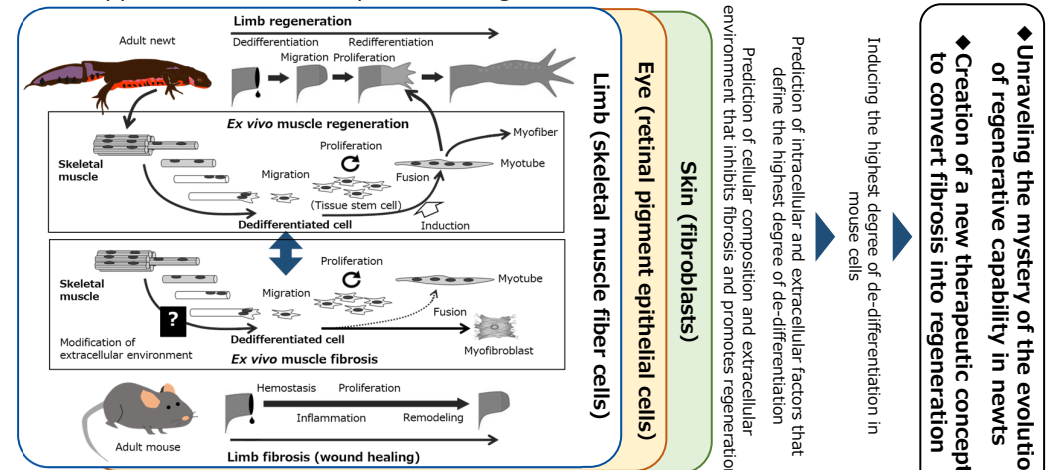 Limb regeneration
Adult newt
Dedifferentiation
Redifferentiation
Migration
Proliferation
Ex vivo muscle regeneration
Proliferation
Myofiber
Myotube
Skeletal
muscle
Migration
Fusion
(Tissue stem cell)
Dedifferentiated cell
Induction
Skeletal
muscle
Proliferation
Myotube
Migration
Fusion
?
Dedifferentiated cell
Modification of
extracellular environment
Myofibroblast
Ex vivo muscle fibrosis
Hemostasis
Proliferation
Inflammation
Remodeling
Adult mouse
Limb fibrosis (wound healing)
Limb (skeletal muscle fiber cells)
Eye (retinal pigment epithelial cells)
Skin (fibroblasts)
Prediction of cellular composition and extracellular
environment that inhibits fibrosis and promotes regeneration
Prediction of intracellular and extracellular factors that
define the highest degree of de-differentiation
Inducing the highest degree of de-differentiation in
mouse cells
◆Unraveling the mystery of the evolutio
of regenerative capability in newts
◆Creation of a new therapeutic concept
to convert fibrosis into regeneration